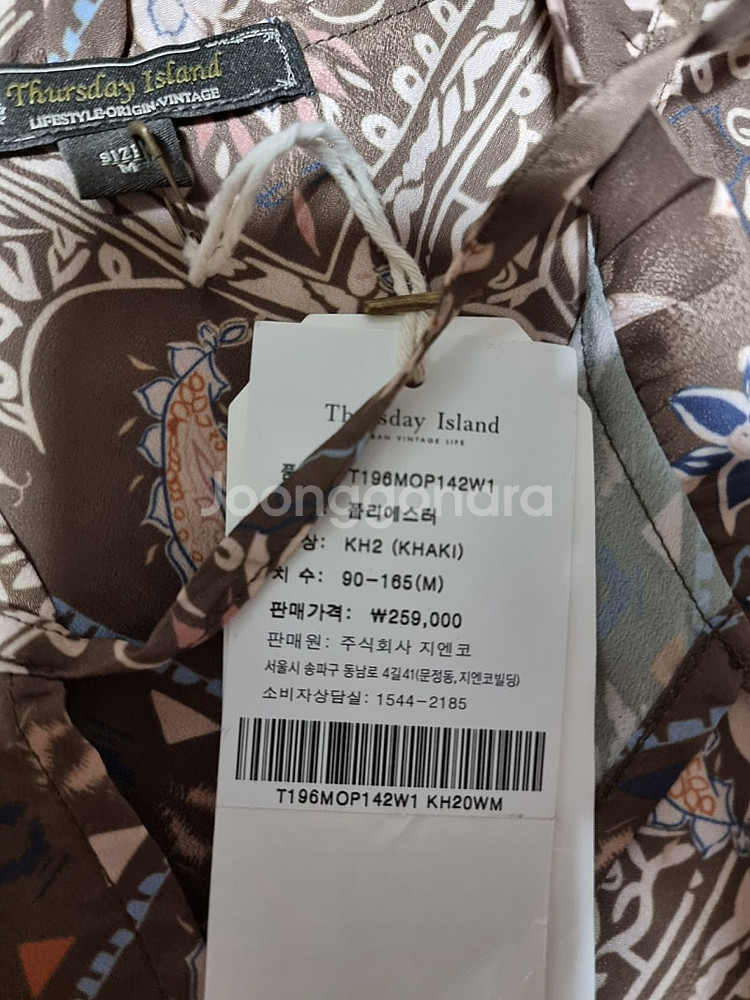 Thursday Island
LIFESTYLE·ORIGIN·VINTAGE
SIZE
M
Island
VINTAGE LIFE
T196MOP142W1
폴리에스터
상: KH2 (KHAKI)
치 수: 90-165(M)
판매가격: ₩259,000
판매원: 주식회사 지엔코
서울시 송파구 동남로 4길41(문정동,지엔코빌딩)
소비자상담실: 1544-2185
T196MOP142W1 KH20WM
Joonggonara